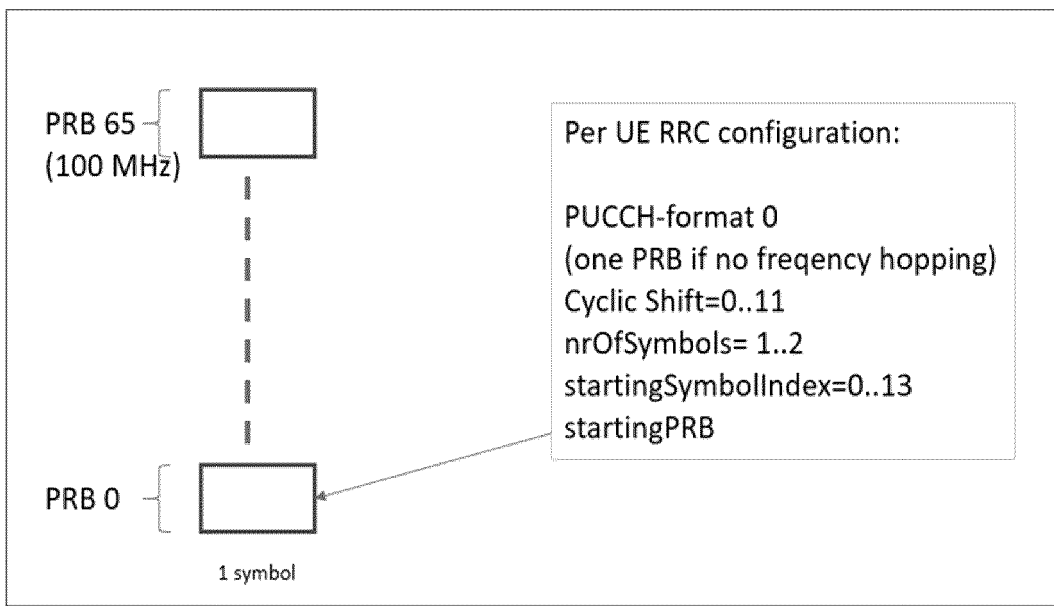 PRB 65
(100 MHz)
Per UE RRC configuration:
PUCCH-format 0
(one PRB if no freqency hopping)
Cyclic Shift=0..11
nrOfSymbols= 1..2
startingSymbolIndex=0..13
startingPRB
PRB 0
1 symbol